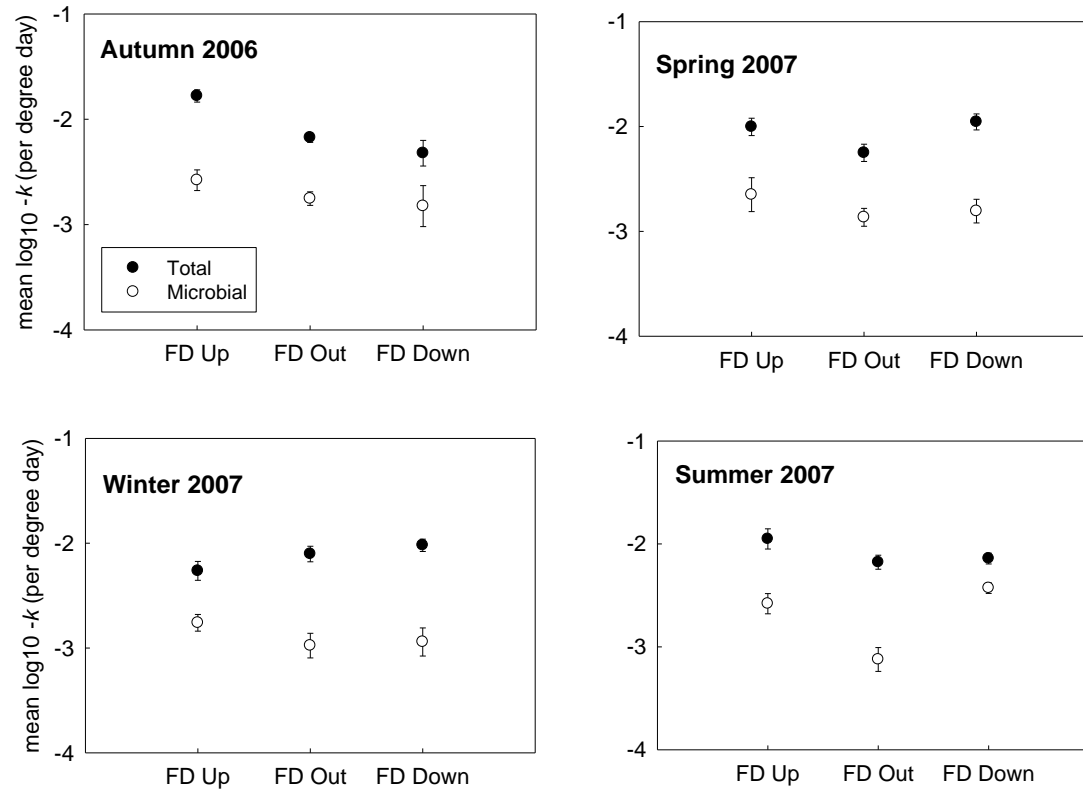 mean log10 -k (per degree day)
-1
-2
-3
-4
Autumn 2006
Total
Microbial
FD Up FD Out FD Down
-1
-2
-3
-4
Spring 2007
FD Up FD Out FD Down
mean log10 -k (per degree day)
-1
-2
-3
-4
Winter 2007
FD Up FD Out FD Down
-1
-2
-3
-4
Summer 2007
FD Up FD Out FD Down